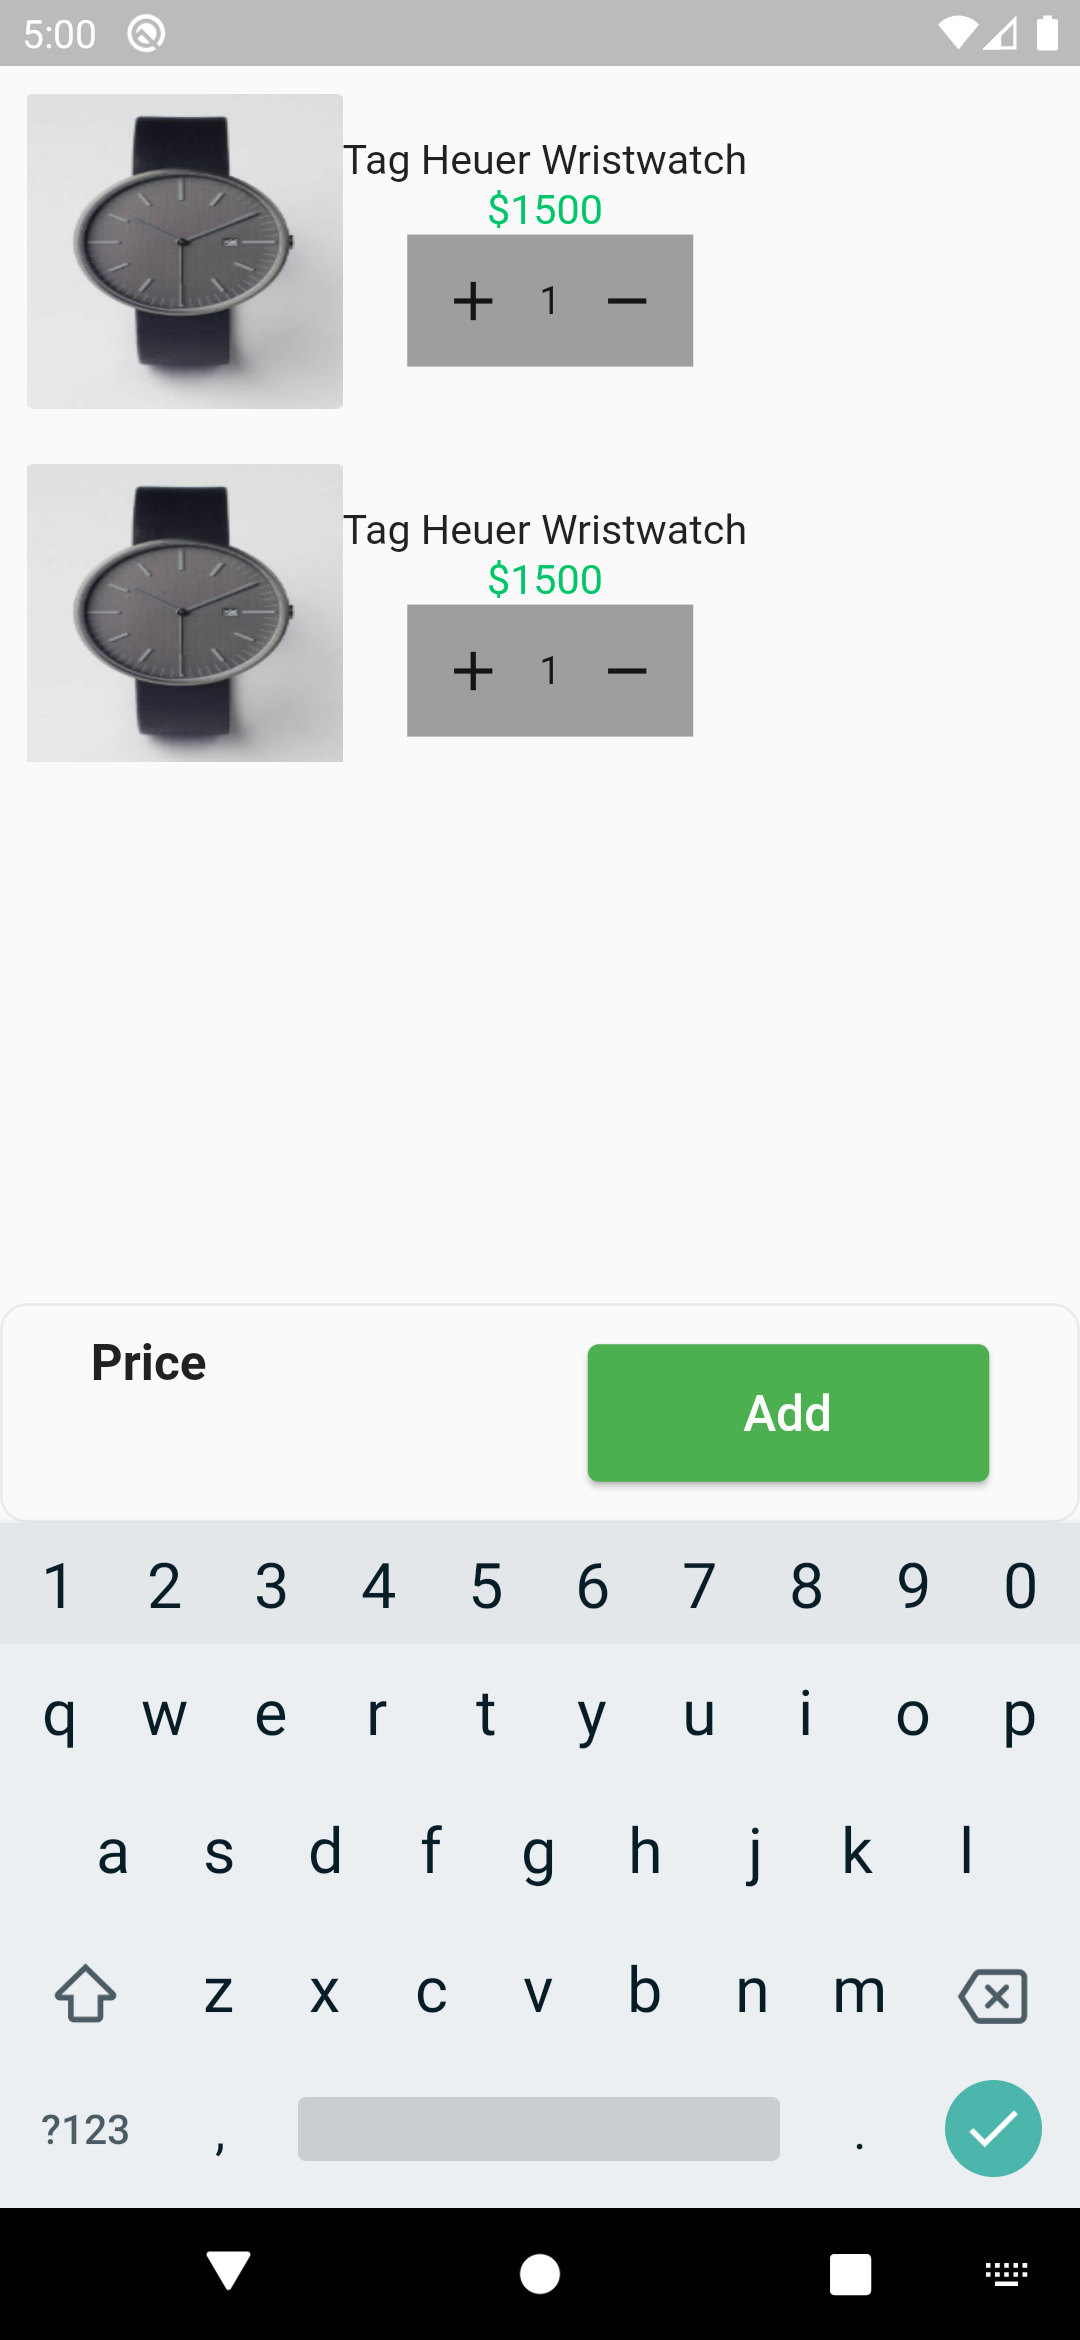 5:00
Tag Heuer Wristwatch
$1500
1
Tag Heuer Wristwatch
$1500
1
Price
Add
1 2 3 4 5 6 7 8 9 0
q w e r t y u i o p
a s d f g h j k l
z x c v b n m
?123 , .